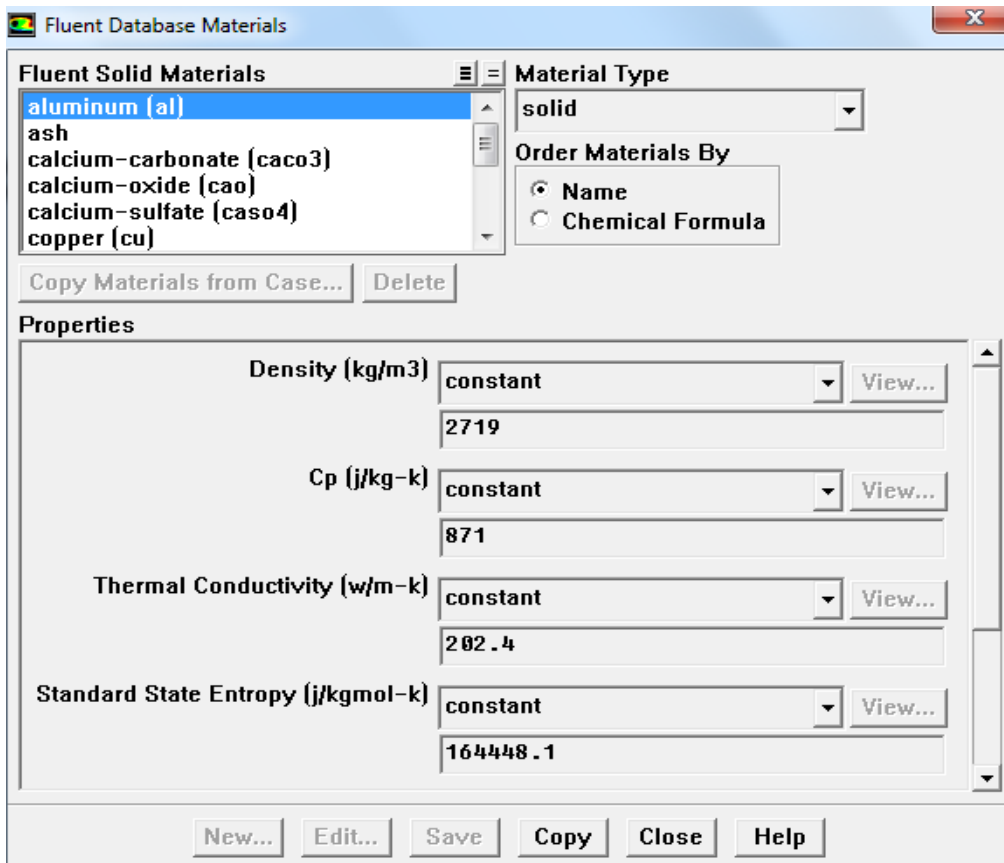 Fluent Database Materials
Fluent Solid Materials
aluminum (al)
ash
calcium-carbonate (caco3)
calcium-oxide (cao)
calcium-sulfate (caso4)
copper (cu)
Material Type
solid
Order Materials By
Name
Chemical Formula
Copy Materials from Case... Delete
Properties
Density (kg/m3) constant View...
2719
Cp (j/kg-k) constant View...
871
Thermal Conductivity (w/m-k) constant View...
202.4
Standard State Entropy (j/kgmol-k) constant View...
164448.1
New... Edit... Save Copy Close Help